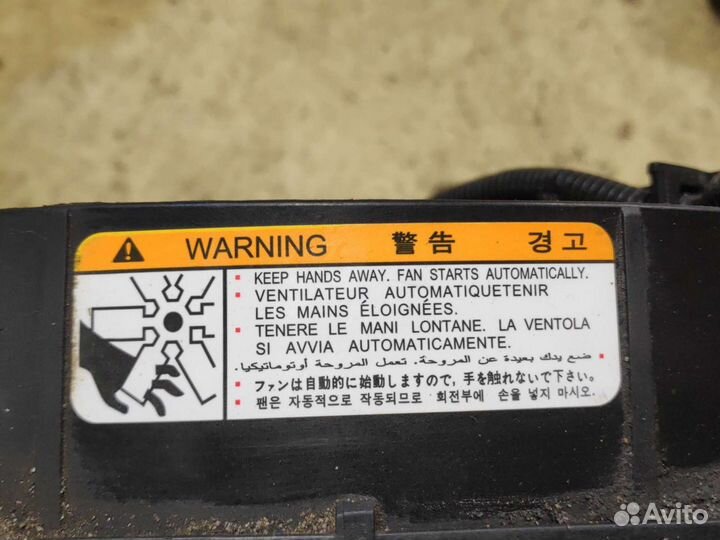 WARNING 警告 경고
▪ KEEP HANDS AWAY. FAN STARTS AUTOMATICALLY.
▪ VENTILATEUR AUTOMATIQUETENIR
LES MAINS ÉLOIGNÉES.
▪ TENERE LE MANI LONTANE. LA VENTOLA
SI AVVIA AUTOMATICAMENTE.
▪ ضع يدك بعيدة عن المروحة. تعمل المروحة أوتوماتيكيا.
▪ ファンは自動的に始動しますので, 手を触れないで下さい。
▪ 팬은 자동적으로 작동되므로 회전부에 손을 넣지 마시오.
Avito